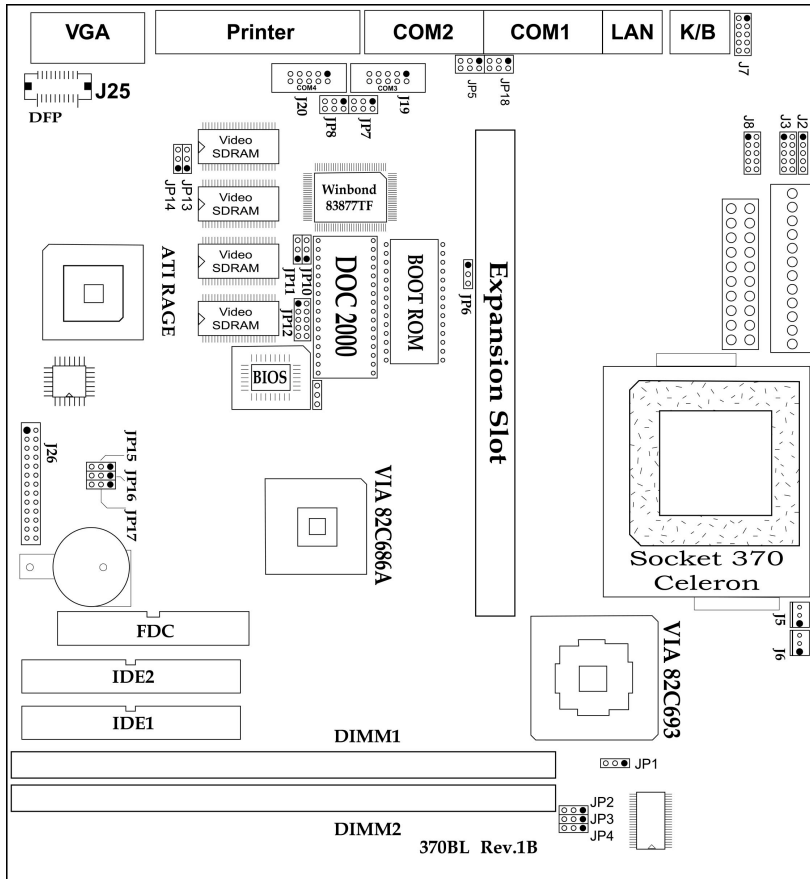 VGA
Printer
COM2
COM1
LAN
K/B
J7
J25
DFP
COM4
COM3
J20
JP8
JP7
J19
JP5
JP18
J8
J3
J2
Video
SDRAM
JP14
JP13
Winbond
83877TF
Video
SDRAM
ATI RAGE
Video
SDRAM
JP11
JP10
DOC 2000
BOOT ROM
JP6
Expansion Slot
Video
SDRAM
JP12
BIOS
J26
JP15
JP16
JP17
VIA 82C686A
Socket 370
Celeron
J5
J6
FDC
IDE2
IDE1
VIA 82C693
DIMM1
JP1
JP2
JP3
JP4
DIMM2
370BL Rev.1B